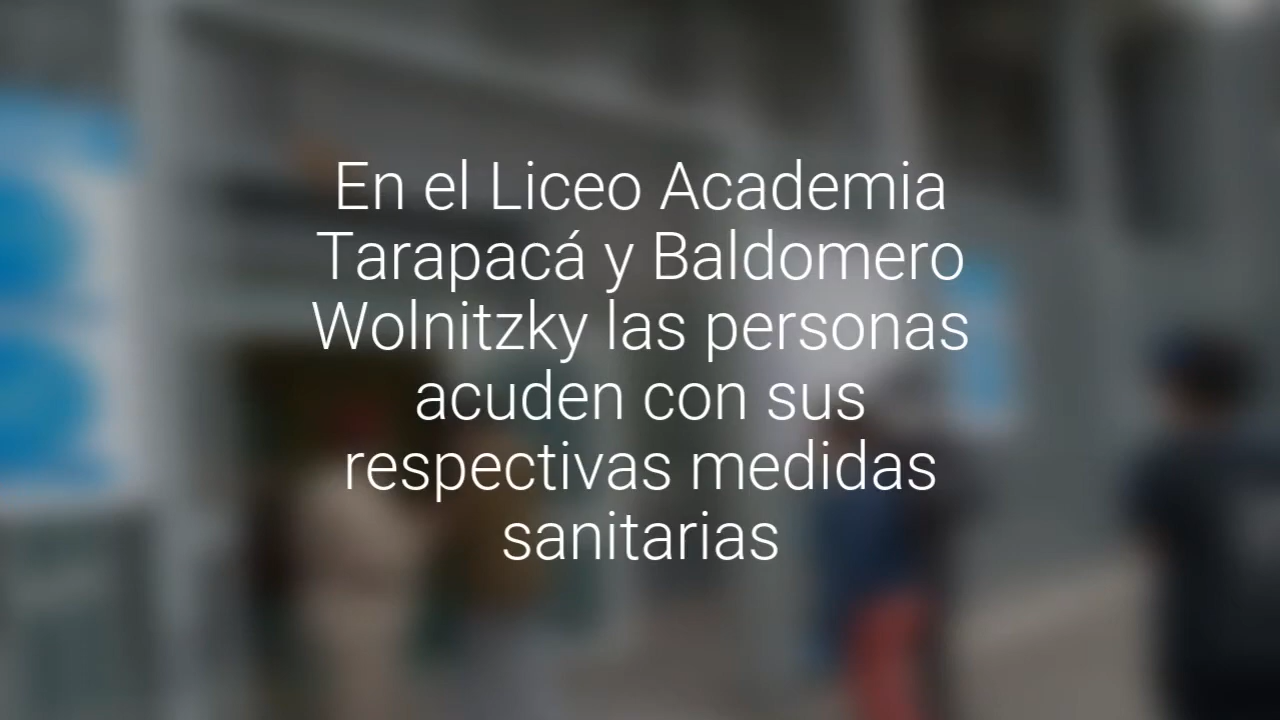 En el Liceo Academia
Tarapacá y Baldomero
Wolnitzky las personas
acuden con sus
respectivas medidas
sanitarias